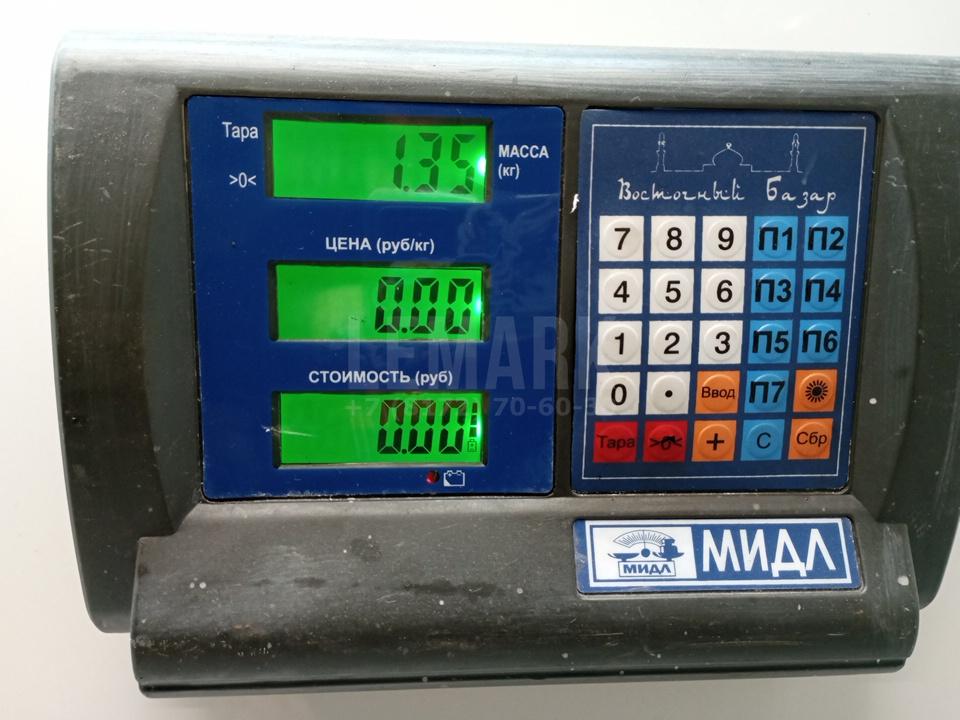 Тара
1.35
МАССА
(кг)
>0<
ЦЕНА (руб/кг)
0.00
СТОИМОСТЬ (руб)
0.00
Восточный Базар
7 8 9 П1 П2
4 5 6 П3 П4
1 2 3 П5 П6
0 . Ввод П7
Тара >0< + С Сбр
МИДЛ
МИДЛ
LEMARK